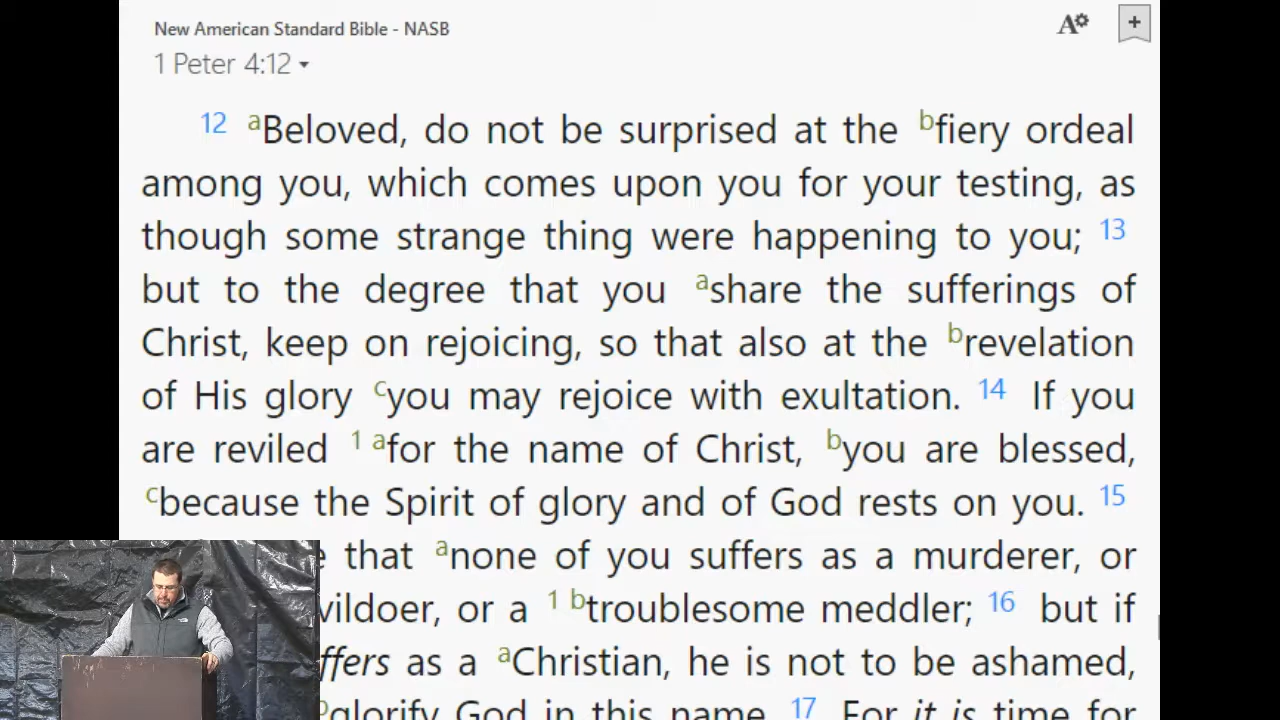 New American Standard Bible - NASB
1 Peter 4:12
12 aBeloved, do not be surprised at the bfiery ordeal
among you, which comes upon you for your testing, as
though some strange thing were happening to you; 13
but to the degree that you ashare the sufferings of
Christ, keep on rejoicing, so that also at the brevelation
of His glory cyou may rejoice with exultation. 14 If you
are reviled 1 afor the name of Christ, byou are blessed,
cbecause the Spirit of glory and of God rests on you. 15
e that anone of you suffers as a murderer, or
vildoer, or a 1 btroublesome meddler; 16 but if
ffers as a aChristian, he is not to be ashamed,
bglorify God in this name. 17 For it is time for